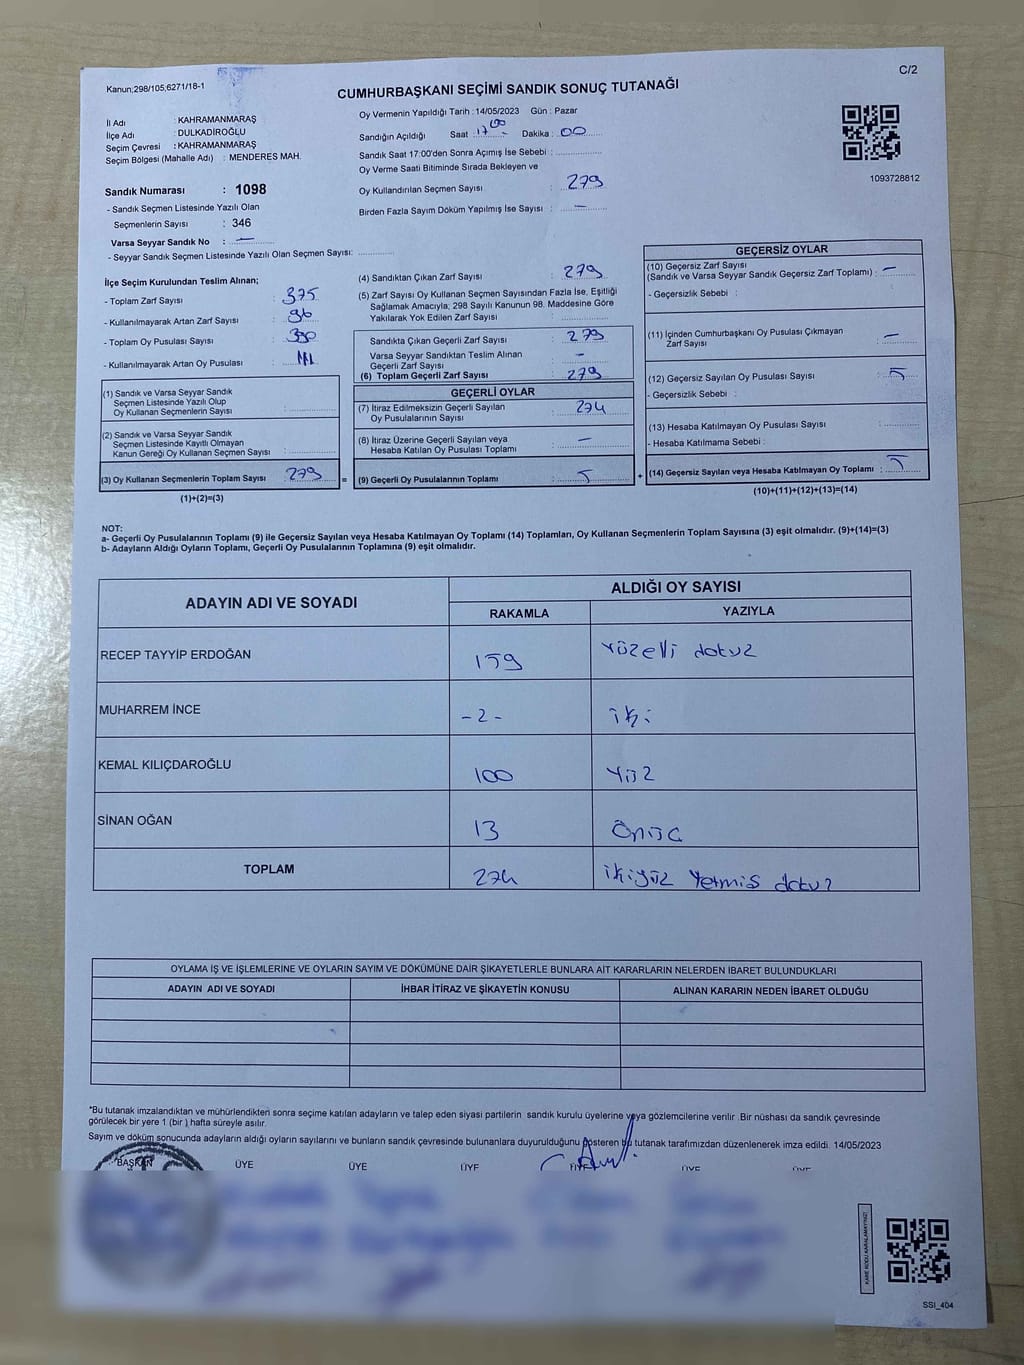 Kanun;298/105;6271/18-1
C/2
CUMHURBAŞKANI SEÇİMİ SANDIK SONUÇ TUTANAĞI
İl Adı : KAHRAMANMARAŞ
İlçe Adı : DULKADİROĞLU
Seçim Çevresi : KAHRAMANMARAŞ
Seçim Bölgesi (Mahalle Adı) : MENDERES MAH.
Sandık Numarası : 1098
- Sandık Seçmen Listesinde Yazılı Olan
Seçmenlerin Sayısı : 346
Varsa Seyyar Sandık No : —
- Seyyar Sandık Seçmen Listesinde Yazılı Olan Seçmen Sayısı:
Oy Vermenin Yapıldığı Tarih : 14/05/2023 Gün : Pazar
Sandığın Açıldığı Saat : 17 00 Dakika : 00
Sandık Saat 17:00'den Sonra Açımış İse Sebebi :
Oy Verme Saati Bitiminde Sırada Bekleyen ve
Oy Kullandırılan Seçmen Sayısı : 279
Birden Fazla Sayım Döküm Yapılmış İse Sayısı : —
1093728812
İlçe Seçim Kurulundan Teslim Alınan;
- Toplam Zarf Sayısı : 375
- Kullanılmayarak Artan Zarf Sayısı : 96
- Toplam Oy Pusulası Sayısı : 390
- Kullanılmayarak Artan Oy Pusulası : 111
(1) Sandık ve Varsa Seyyar Sandık
Seçmen Listesinde Yazılı Olup
Oy Kullanan Seçmenlerin Sayısı :
(2) Sandık ve Varsa Seyyar Sandık
Seçmen Listesinde Kayıtlı Olmayan
Kanun Gereği Oy Kullanan Seçmen Sayısı :
(3) Oy Kullanan Seçmenlerin Toplam Sayısı : 279 =
(1)+(2)=(3)
(4) Sandıktan Çıkan Zarf Sayısı : 279
(5) Zarf Sayısı Oy Kullanan Seçmen Sayısından Fazla İse, Eşitliği
Sağlamak Amacıyla; 298 Sayılı Kanunun 98. Maddesine Göre
Yakılarak Yok Edilen Zarf Sayısı :
Sandıkta Çıkan Geçerli Zarf Sayısı : 279
Varsa Seyyar Sandıktan Teslim Alınan
Geçerli Zarf Sayısı : —
(6) Toplam Geçerli Zarf Sayısı : 279
GEÇERLİ OYLAR
(7) İtiraz Edilmeksizin Geçerli Sayılan
Oy Pusulalarının Sayısı : 274
(8) İtiraz Üzerine Geçerli Sayılan veya
Hesaba Katılan Oy Pusulası Toplamı : —
(9) Geçerli Oy Pusulalarının Toplamı : 5 +
GEÇERSİZ OYLAR
(10) Geçersiz Zarf Sayısı
(Sandık ve Varsa Seyyar Sandık Geçersiz Zarf Toplamı) : —
- Geçersizlik Sebebi :
(11) İçinden Cumhurbaşkanı Oy Pusulası Çıkmayan
Zarf Sayısı : —
(12) Geçersiz Sayılan Oy Pusulası Sayısı : 5
- Geçersizlik Sebebi :
(13) Hesaba Katılmayan Oy Pusulası Sayısı :
- Hesaba Katılmama Sebebi :
(14) Geçersiz Sayılan veya Hesaba Katılmayan Oy Toplamı : 5
(10)+(11)+(12)+(13)=(14)
NOT:
a- Geçerli Oy Pusulalarının Toplamı (9) ile Geçersiz Sayılan veya Hesaba Katılmayan Oy Toplamı (14) Toplamları, Oy Kullanan Seçmenlerin Toplam Sayısına (3) eşit olmalıdır. (9)+(14)=(3)
b- Adayların Aldığı Oyların Toplamı, Geçerli Oy Pusulalarının Toplamına (9) eşit olmalıdır.
ADAYIN ADI VE SOYADI
ALDIĞI OY SAYISI
RAKAMLA YAZIYLA
RECEP TAYYİP ERDOĞAN 159 yüzelli dokuz
MUHARREM İNCE -2- iki
KEMAL KILIÇDAROĞLU 100 yüz
SİNAN OĞAN 13 Onüç
TOPLAM 274 ikiyüz yetmiş dokuz
OYLAMA İŞ VE İŞLEMLERİNE VE OYLARIN SAYIM VE DÖKÜMÜNE DAİR ŞİKAYETLERLE BUNLARA AİT KARARLARIN NELERDEN İBARET BULUNDUKLARI
ADAYIN ADI VE SOYADI İHBAR İTİRAZ VE ŞİKAYETİN KONUSU ALINAN KARARIN NEDEN İBARET OLDUĞU
*Bu tutanak imzalandıktan ve mühürlendikten sonra seçime katılan adayların ve talep eden siyasi partilerin sandık kurulu üyelerine veya gözlemcilerine verilir .Bir nüshası da sandık çevresinde
görülecek bir yere 1 (bir ) hafta süreyle asılır.
Sayım ve döküm sonucunda adayların aldığı oyların sayılarını ve bunların sandık çevresinde bulunanlara duyurulduğunu gösteren bu tutanak tarafımızdan düzenlenerek imza edildi. 14/05/2023
BAŞKAN ÜYE ÜYE ÜYE ÜYE ÜYE ÜYE
KARE KODU KARALAMAYINIZ!
SSI_404